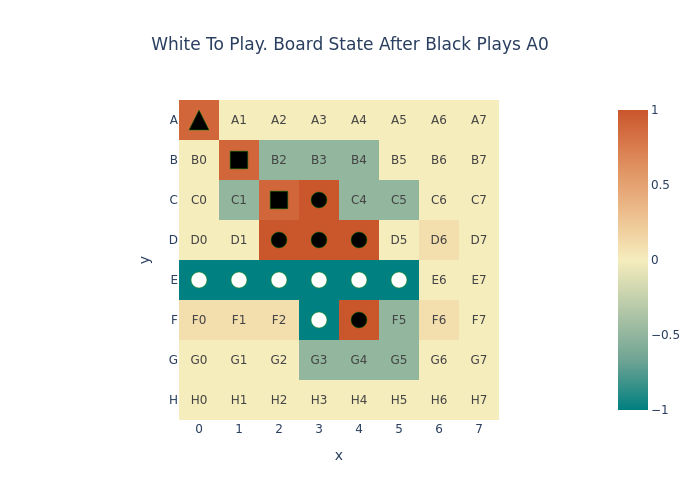 White To Play. Board State After Black Plays A0
A A1 A2 A3 A4 A5 A6 A7
B B0 B2 B3 B4 B5 B6 B7
C C0 C1 C4 C5 C6 C7
D D0 D1 D5 D6 D7
E E6 E7
F F0 F1 F2 F5 F6 F7
G G0 G1 G2 G3 G4 G5 G6 G7
H H0 H1 H2 H3 H4 H5 H6 H7
0 1 2 3 4 5 6 7
x
y
1
0.5
0
−0.5
−1